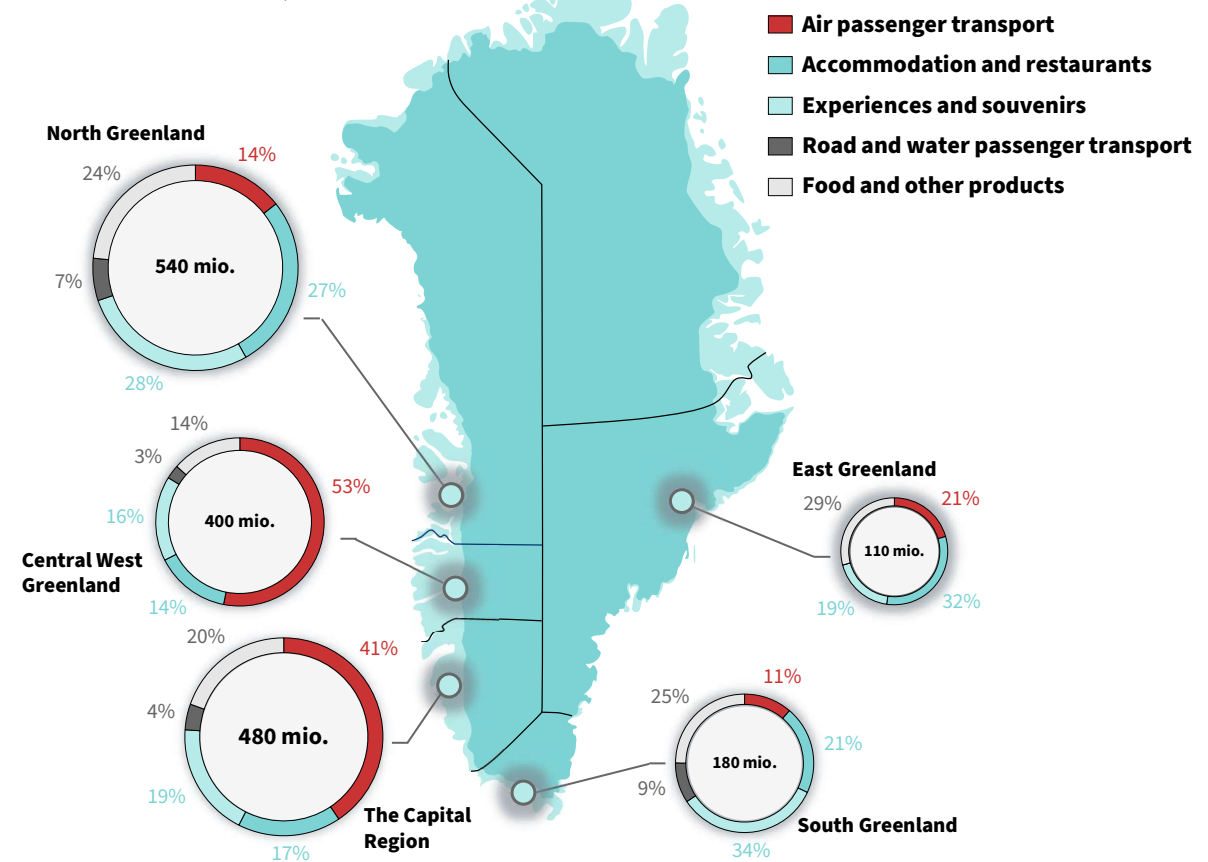 Air passenger transport
Accommodation and restaurants
Experiences and souvenirs
Road and water passenger transport
Food and other products
North Greenland
24%
14%
540 mio.
7%
27%
28%
14%
3%
53%
16%
400 mio.
Central West
Greenland
14%
East Greenland
29%
21%
110 mio.
19%
32%
20%
41%
4%
480 mio.
19%
The Capital
Region
17%
11%
25%
21%
180 mio.
9%
South Greenland
34%